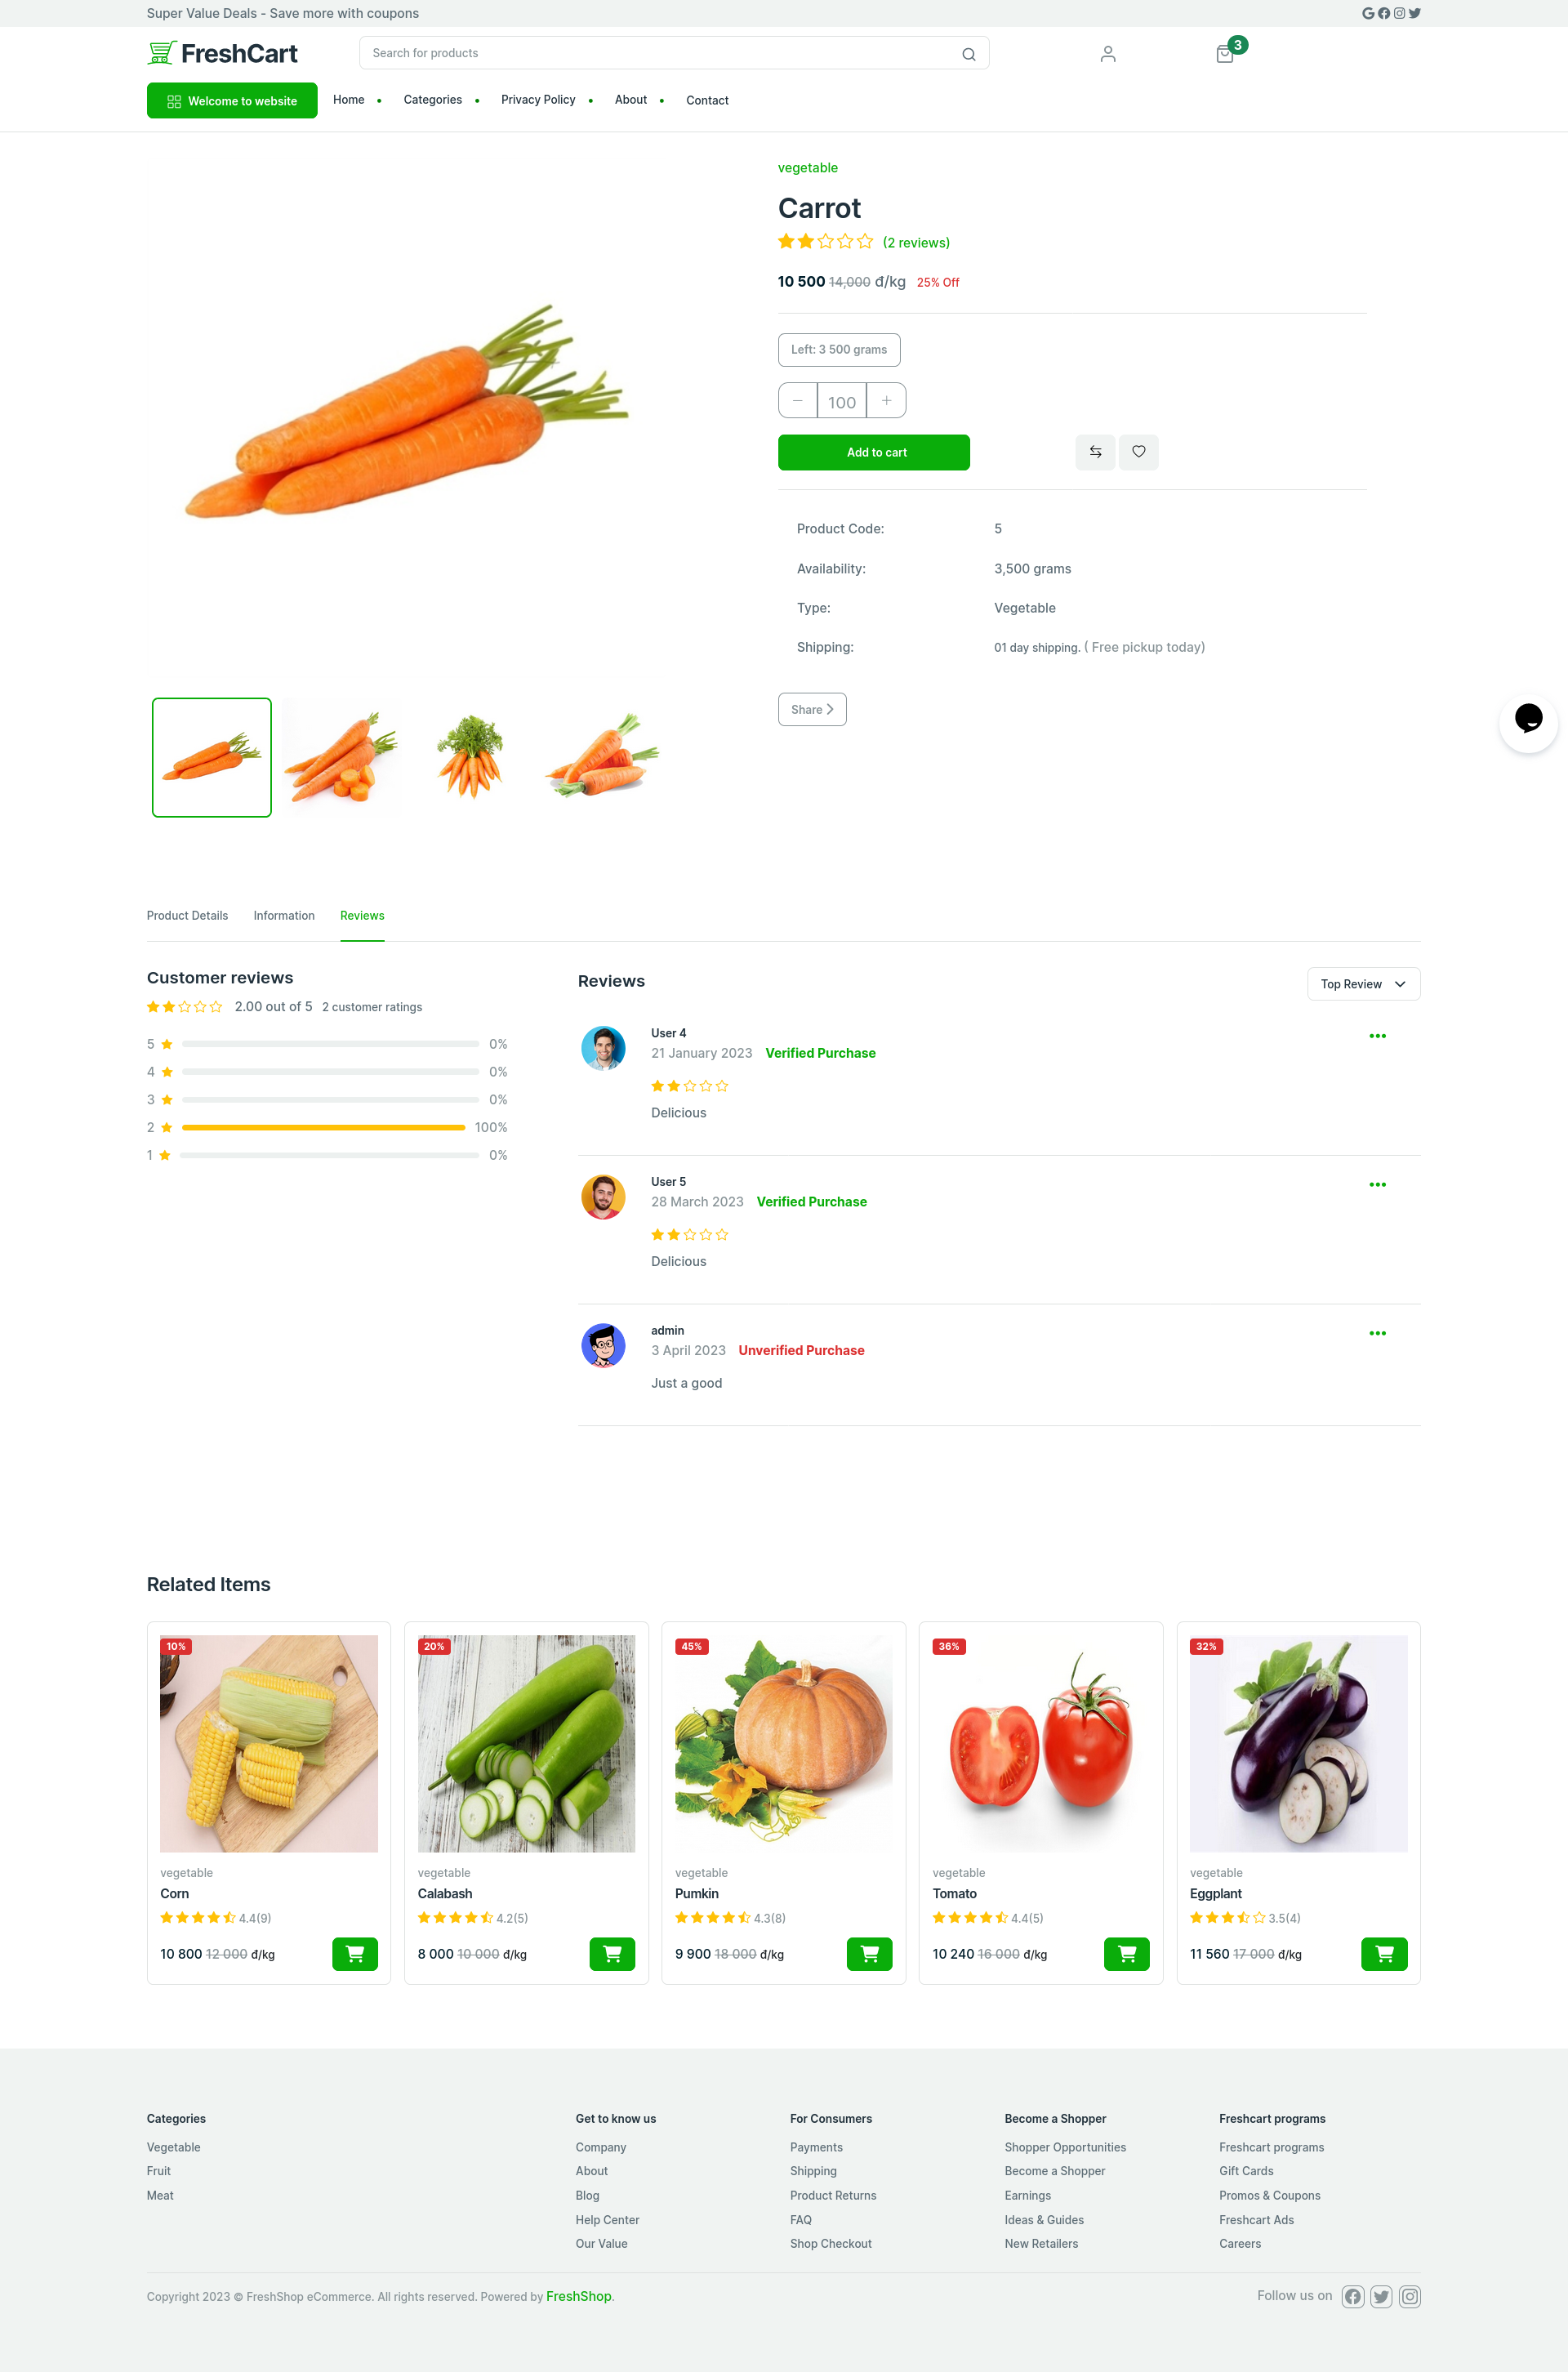 Super Value Deals - Save more with coupons
FreshCart
Search for products
3
Welcome to website
Home
Categories
Privacy Policy
About
Contact
vegetable
Carrot
(2 reviews)
10 500 14,000 đ/kg 25% Off
Left: 3 500 grams
100
Add to cart
Product Code: 5
Availability: 3,500 grams
Type: Vegetable
Shipping: 01 day shipping. ( Free pickup today)
Share
Product Details
Information
Reviews
Customer reviews
2.00 out of 5 2 customer ratings
5 0%
4 0%
3 0%
2 100%
1 0%
Reviews
Top Review
User 4
21 January 2023 Verified Purchase
Delicious
User 5
28 March 2023 Verified Purchase
Delicious
admin
3 April 2023 Unverified Purchase
Just a good
Related Items
10%
vegetable
Corn
4.4(9)
10 800 12 000 đ/kg
20%
vegetable
Calabash
4.2(5)
8 000 10 000 đ/kg
45%
vegetable
Pumkin
4.3(8)
9 900 18 000 đ/kg
36%
vegetable
Tomato
4.4(5)
10 240 16 000 đ/kg
32%
vegetable
Eggplant
3.5(4)
11 560 17 000 đ/kg
Categories
Vegetable
Fruit
Meat
Get to know us
Company
About
Blog
Help Center
Our Value
For Consumers
Payments
Shipping
Product Returns
FAQ
Shop Checkout
Become a Shopper
Shopper Opportunities
Become a Shopper
Earnings
Ideas & Guides
New Retailers
Freshcart programs
Freshcart programs
Gift Cards
Promos & Coupons
Freshcart Ads
Careers
Copyright 2023 © FreshShop eCommerce. All rights reserved. Powered by FreshShop.
Follow us on